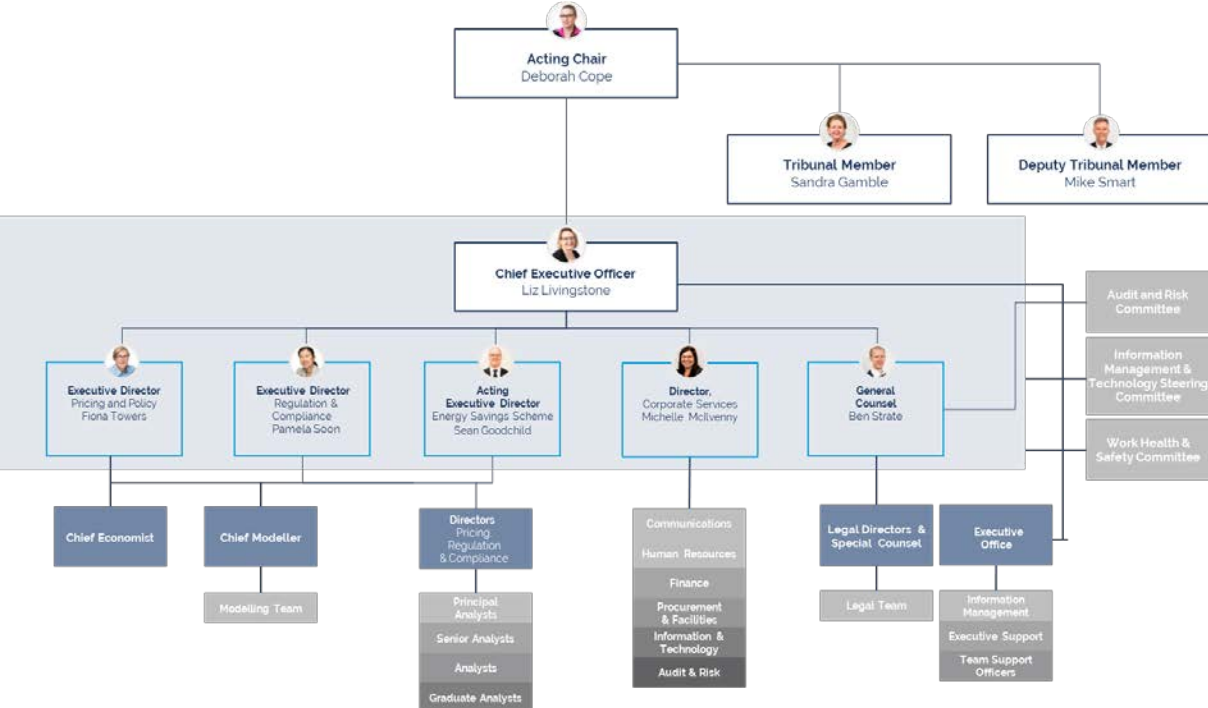 Acting Chair
Deborah Cope
Tribunal Member
Sandra Gamble
Deputy Tribunal Member
Mike Smart
Chief Executive Officer
Liz Livingstone
Audit and Risk
Committee
Information
Management &
Technology Steering
Committee
Work Health &
Safety Committee
Executive Director
Pricing and Policy
Fiona Towers
Executive Director
Regulation &
Compliance
Pamela Soon
Acting
Executive Director
Energy Savings Scheme
Sean Goodchild
Director,
Corporate Services
Michelle McIlvenny
General
Counsel
Ben Strate
Chief Economist
Chief Modeller
Modelling Team
Directors
Pricing
Regulation
& Compliance
Principal
Analysts
Senior Analysts
Analysts
Graduate Analysts
Communications
Human Resources
Finance
Procurement
& Facilities
Information &
Technology
Audit & Risk
Legal Directors &
Special Counsel
Legal Team
Executive
Office
Information
Management
Executive Support
Team Support
Officers